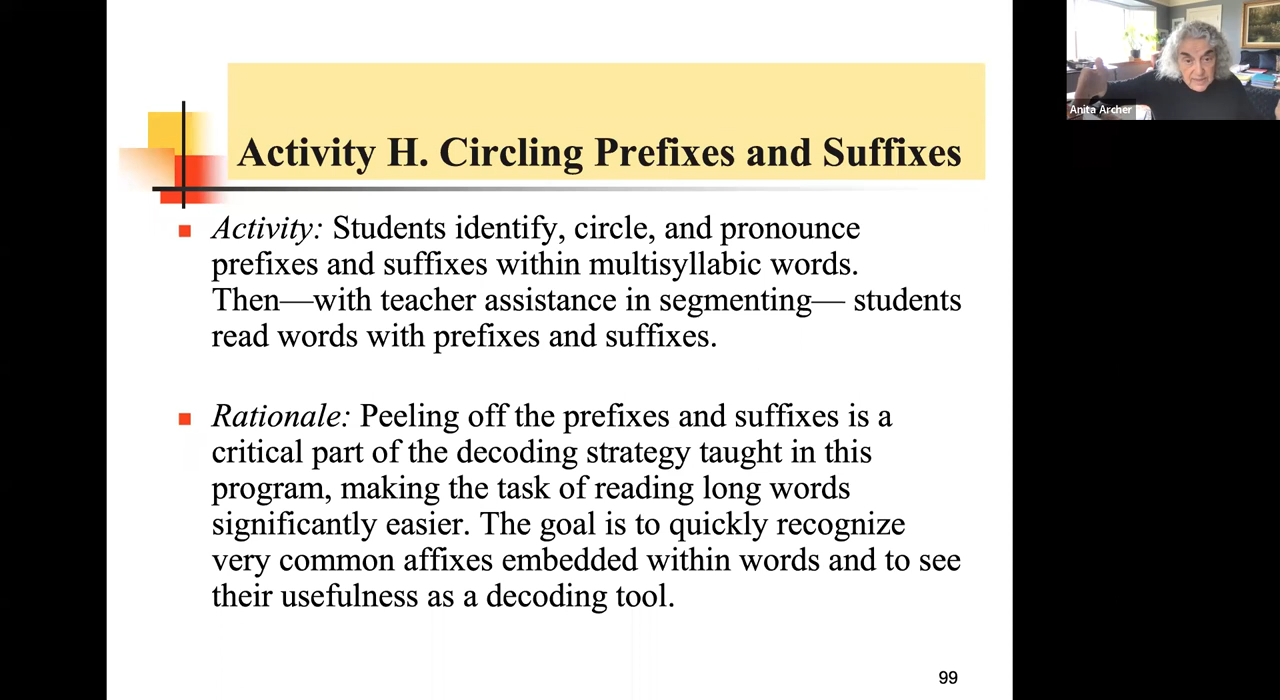 Anita Archer
Activity H. Circling Prefixes and Suffixes
Activity: Students identify, circle, and pronounce
prefixes and suffixes within multisyllabic words.
Then—with teacher assistance in segmenting— students
read words with prefixes and suffixes.
Rationale: Peeling off the prefixes and suffixes is a
critical part of the decoding strategy taught in this
program, making the task of reading long words
significantly easier. The goal is to quickly recognize
very common affixes embedded within words and to see
their usefulness as a decoding tool.
99